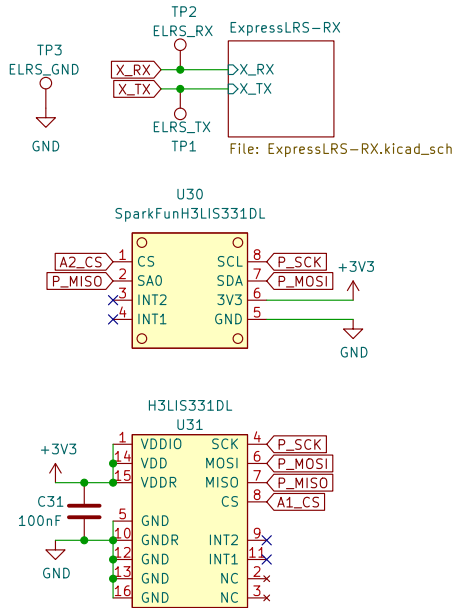 TP2
ELRS_RX
ExpressLRS-RX
TP3
ELRS_GND
X_RX
X_RX
X_TX
X_TX
GND
ELRS_TX
TP1
File: ExpressLRS-RX.kicad_sch
U30
SparkFunH3LIS331DL
A2_CS 1 CS SCL 8 P_SCK
P_MISO 2 SA0 SDA 7 P_MOSI
+3V3
3 INT2 3V3 6
4 INT1 GND 5
GND
H3LIS331DL
U31
+3V3
1 VDDIO SCK 4 P_SCK
14 VDD MOSI 6 P_MOSI
15 VDDR MISO 7 P_MISO
C31
100nF
CS 8 A1_CS
5 GND
10 GNDR INT2 9
12 GND INT1 11
GND
13 GND NC 2
16 GND NC 3